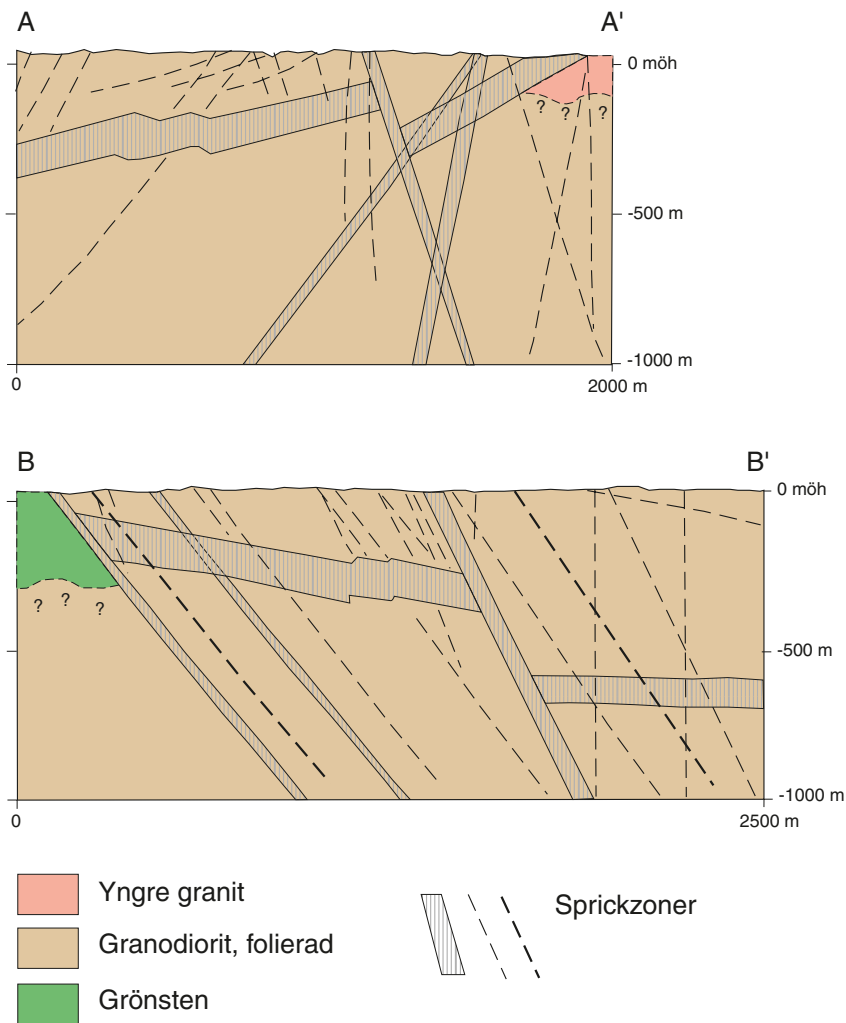 A A'
0 möh
? ? ?
-500 m
-1000 m
0 2000 m
B B'
0 möh
? ? ?
-500 m
-1000 m
0 2500 m
Yngre granit
Sprickzoner
Granodiorit, folierad
Grönsten